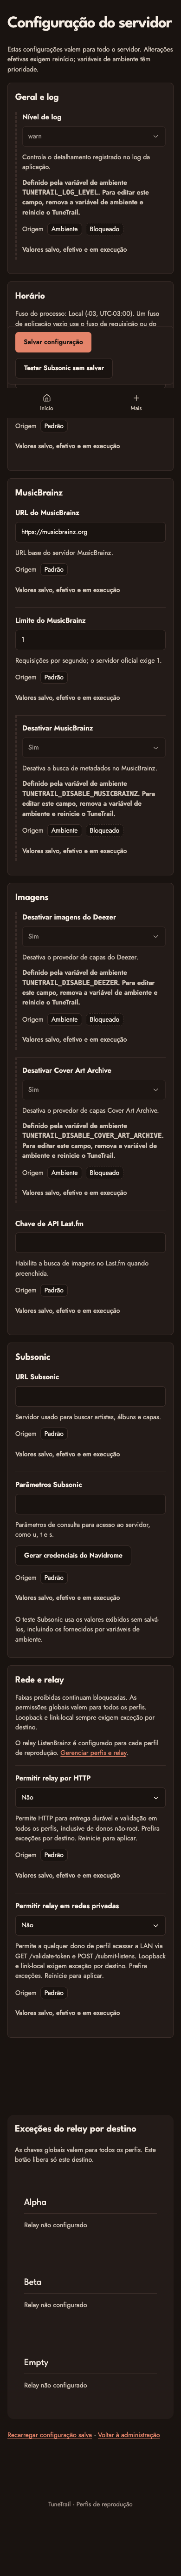 Configuração do servidor
Estas configurações valem para todo o servidor. Alterações
efetivas exigem reinício; variáveis de ambiente têm
prioridade.
Geral e log
Nível de log
warn
Controla o detalhamento registrado no log da
aplicação.
Definido pela variável de ambiente
TUNETRAIL_LOG_LEVEL. Para editar este
campo, remova a variável de ambiente e
reinicie o TuneTrail.
Origem Ambiente Bloqueado
Valores salvo, efetivo e em execução
Horário
Fuso do processo: Local (-03, UTC-03:00). Um fuso
de aplicação vazio usa o fuso da requisição ou do
Salvar configuração
Testar Subsonic sem salvar
Início
Mais
Origem Padrão
Valores salvo, efetivo e em execução
MusicBrainz
URL do MusicBrainz
https://musicbrainz.org
URL base do servidor MusicBrainz.
Origem Padrão
Valores salvo, efetivo e em execução
Limite do MusicBrainz
1
Requisições por segundo; o servidor oficial exige 1.
Origem Padrão
Valores salvo, efetivo e em execução
Desativar MusicBrainz
Sim
Desativa a busca de metadados no MusicBrainz.
Definido pela variável de ambiente
TUNETRAIL_DISABLE_MUSICBRAINZ. Para
editar este campo, remova a variável de
ambiente e reinicie o TuneTrail.
Origem Ambiente Bloqueado
Valores salvo, efetivo e em execução
Imagens
Desativar imagens do Deezer
Sim
Desativa o provedor de capas do Deezer.
Definido pela variável de ambiente
TUNETRAIL_DISABLE_DEEZER. Para editar
este campo, remova a variável de ambiente e
reinicie o TuneTrail.
Origem Ambiente Bloqueado
Valores salvo, efetivo e em execução
Desativar Cover Art Archive
Sim
Desativa o provedor de capas Cover Art Archive.
Definido pela variável de ambiente
TUNETRAIL_DISABLE_COVER_ART_ARCHIVE.
Para editar este campo, remova a variável de
ambiente e reinicie o TuneTrail.
Origem Ambiente Bloqueado
Valores salvo, efetivo e em execução
Chave de API Last.fm
Habilita a busca de imagens no Last.fm quando
preenchida.
Origem Padrão
Valores salvo, efetivo e em execução
Subsonic
URL Subsonic
Servidor usado para buscar artistas, álbuns e capas.
Origem Padrão
Valores salvo, efetivo e em execução
Parâmetros Subsonic
Parâmetros de consulta para acesso ao servidor,
como u, t e s.
Gerar credenciais do Navidrome
Origem Padrão
Valores salvo, efetivo e em execução
O teste Subsonic usa os valores exibidos sem salvá-
los, incluindo os fornecidos por variáveis de
ambiente.
Rede e relay
Faixas proibidas continuam bloqueadas. As
permissões globais valem para todos os perfis.
Loopback e link-local sempre exigem exceção por
destino.
O relay ListenBrainz é configurado para cada perfil
de reprodução. Gerenciar perfis e relay.
Permitir relay por HTTP
Não
Permite HTTP para entrega durável e validação em
todos os perfis, inclusive de donos não-root. Prefira
exceções por destino. Reinicie para aplicar.
Origem Padrão
Valores salvo, efetivo e em execução
Permitir relay em redes privadas
Não
Permite a qualquer dono de perfil acessar a LAN via
GET /validate-token e POST /submit-listens. Loopback
e link-local exigem exceção por destino. Prefira
exceções. Reinicie para aplicar.
Origem Padrão
Valores salvo, efetivo e em execução
Exceções do relay por destino
As chaves globais valem para todos os perfis. Este
botão libera só este destino.
Alpha
Relay não configurado
Beta
Relay não configurado
Empty
Relay não configurado
Recarregar configuração salva · Voltar à administração
TuneTrail · Perfis de reprodução